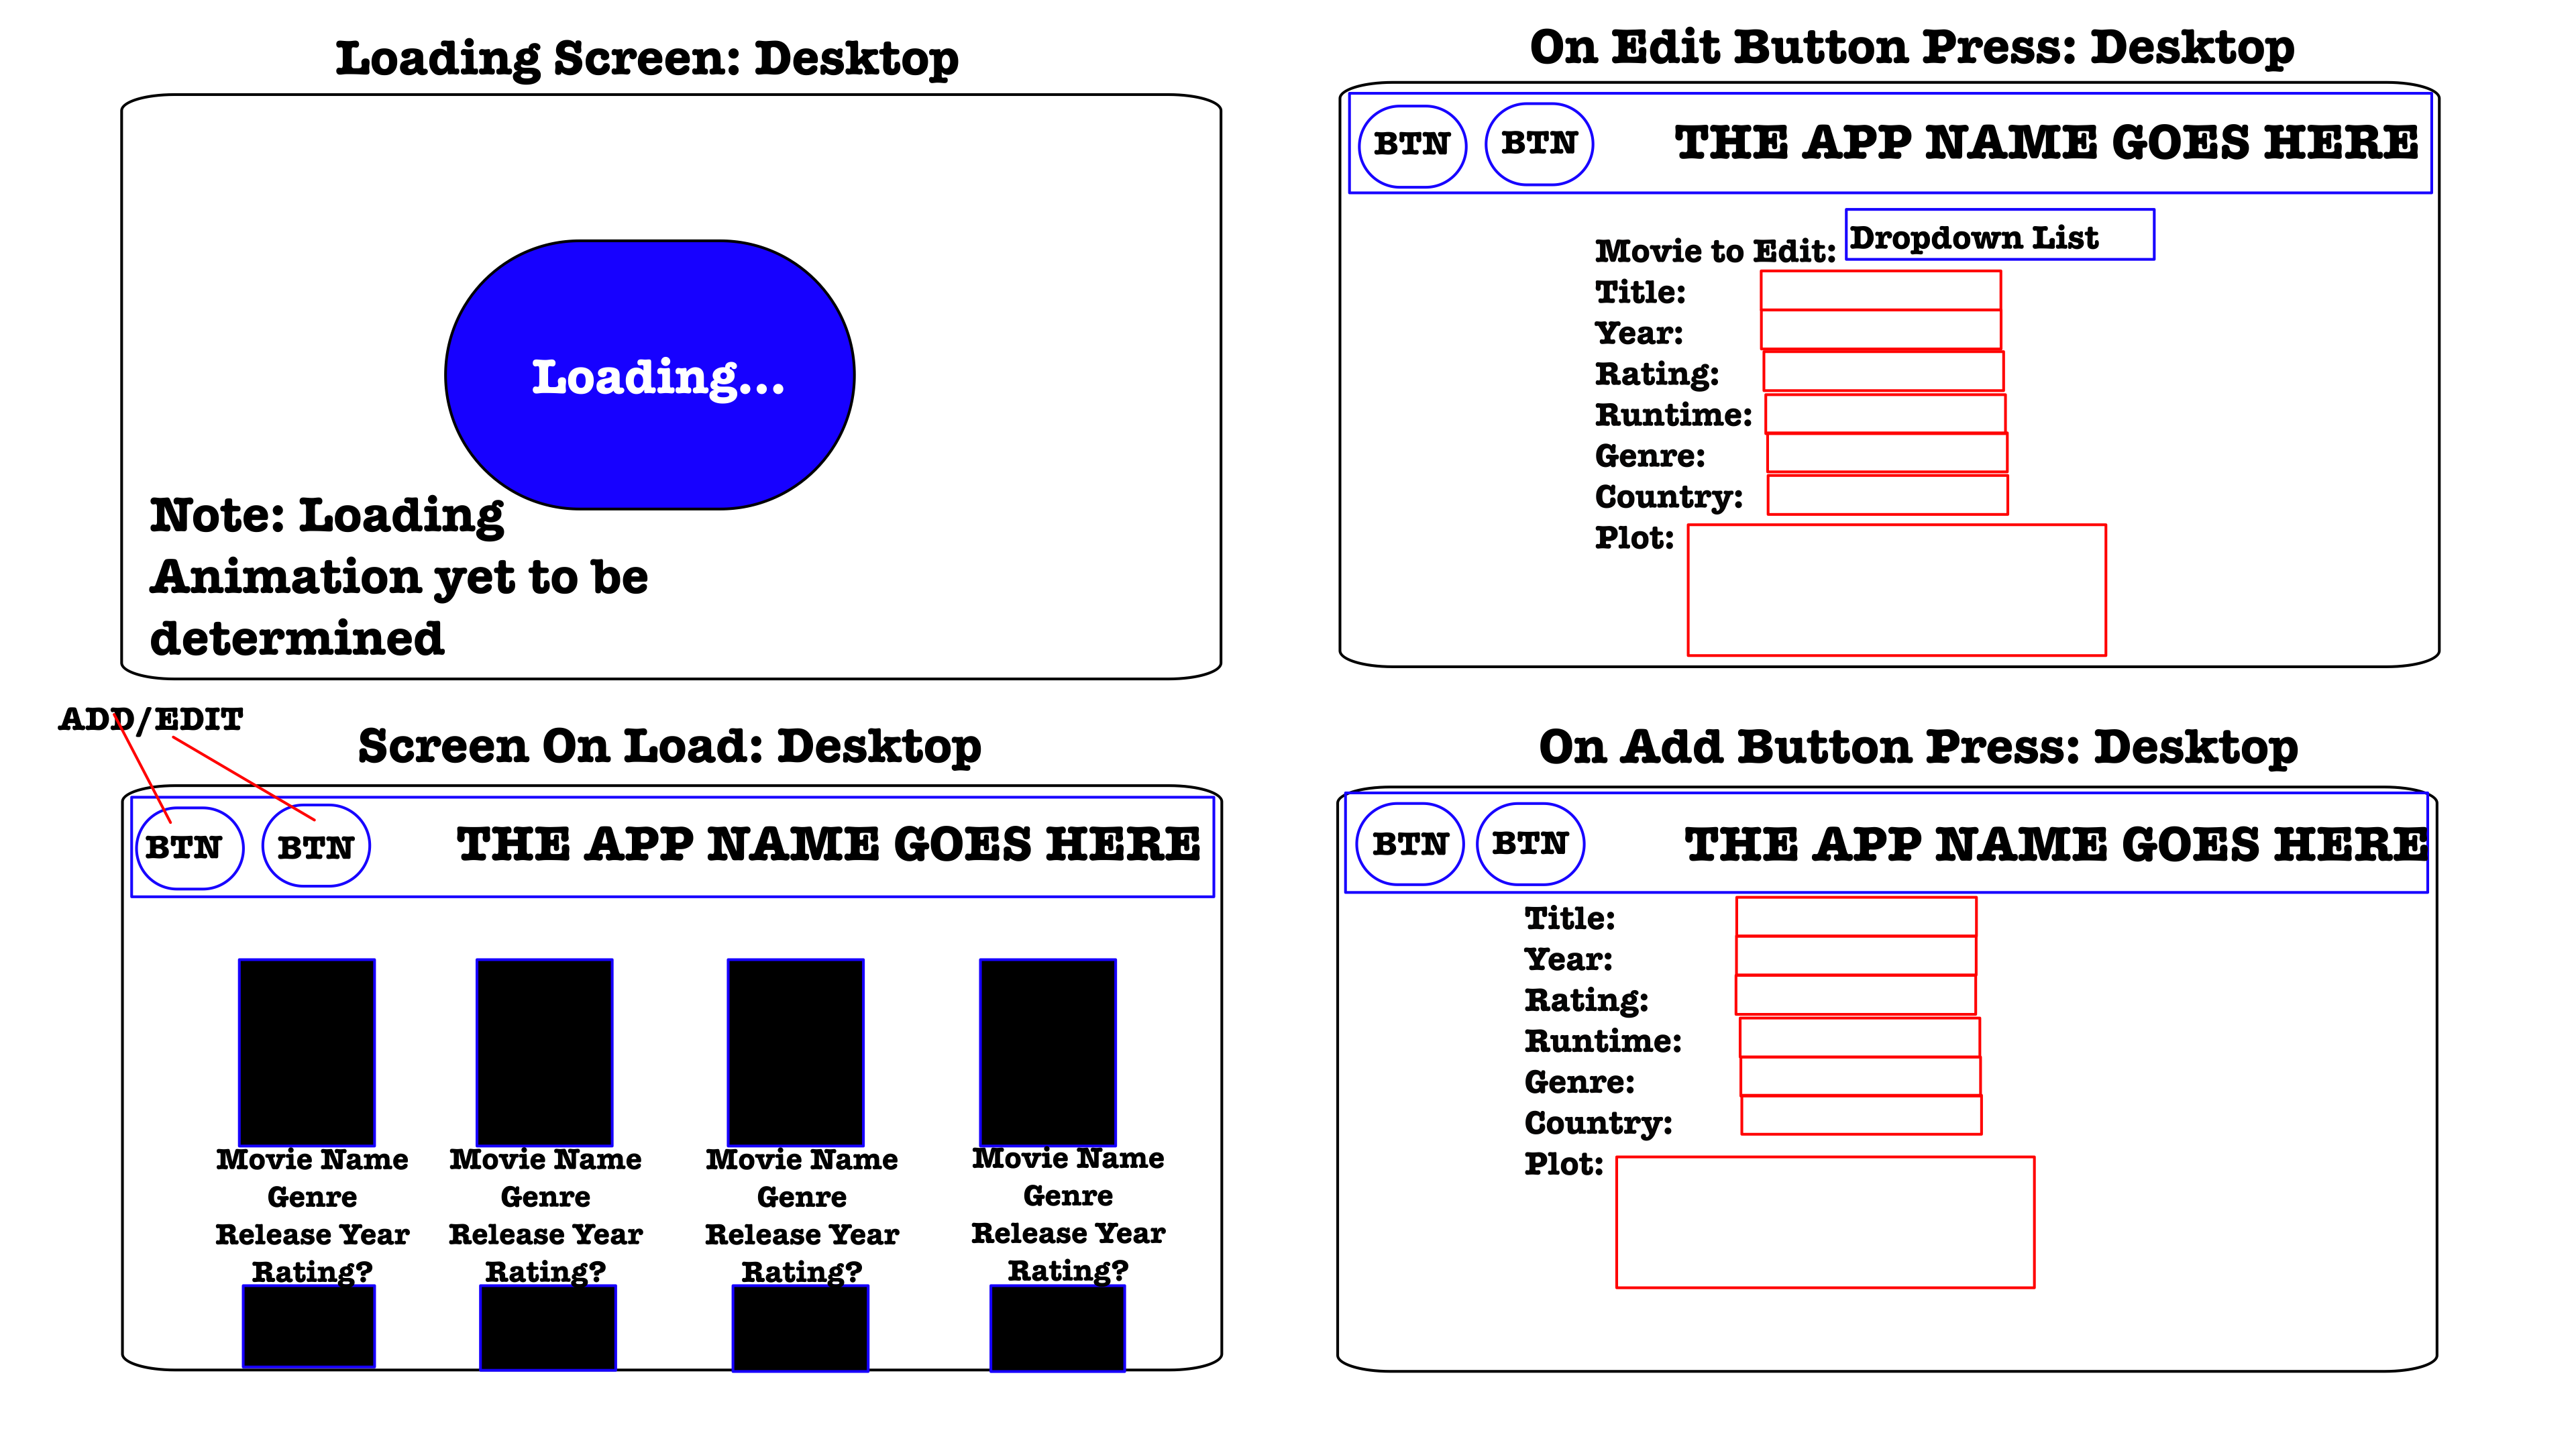 Loading Screen: Desktop
Loading...
Note: Loading
Animation yet to be
determined
On Edit Button Press: Desktop
BTN BTN THE APP NAME GOES HERE
Movie to Edit: Dropdown List
Title:
Year:
Rating:
Runtime:
Genre:
Country:
Plot:
ADD/EDIT
Screen On Load: Desktop
BTN BTN THE APP NAME GOES HERE
Movie Name Movie Name Movie Name Movie Name
Genre Genre Genre Genre
Release Year Release Year Release Year Release Year
Rating? Rating? Rating? Rating?
On Add Button Press: Desktop
BTN BTN THE APP NAME GOES HERE
Title:
Year:
Rating:
Runtime:
Genre:
Country:
Plot: